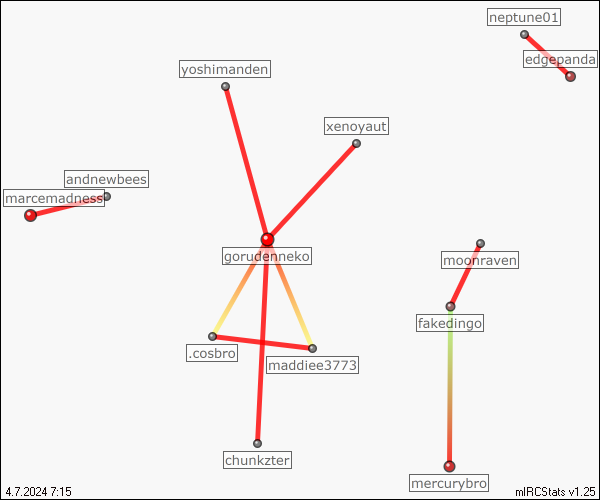 neptune01
edgepanda
yoshimanden
xenoyaut
andnewbees
marcemadness
gorudenneko
moonraven
fakedingo
.cosbro
maddiee3773
chunkzter
mercurybro
4.7.2024 7:15
mIRCStats v1.25